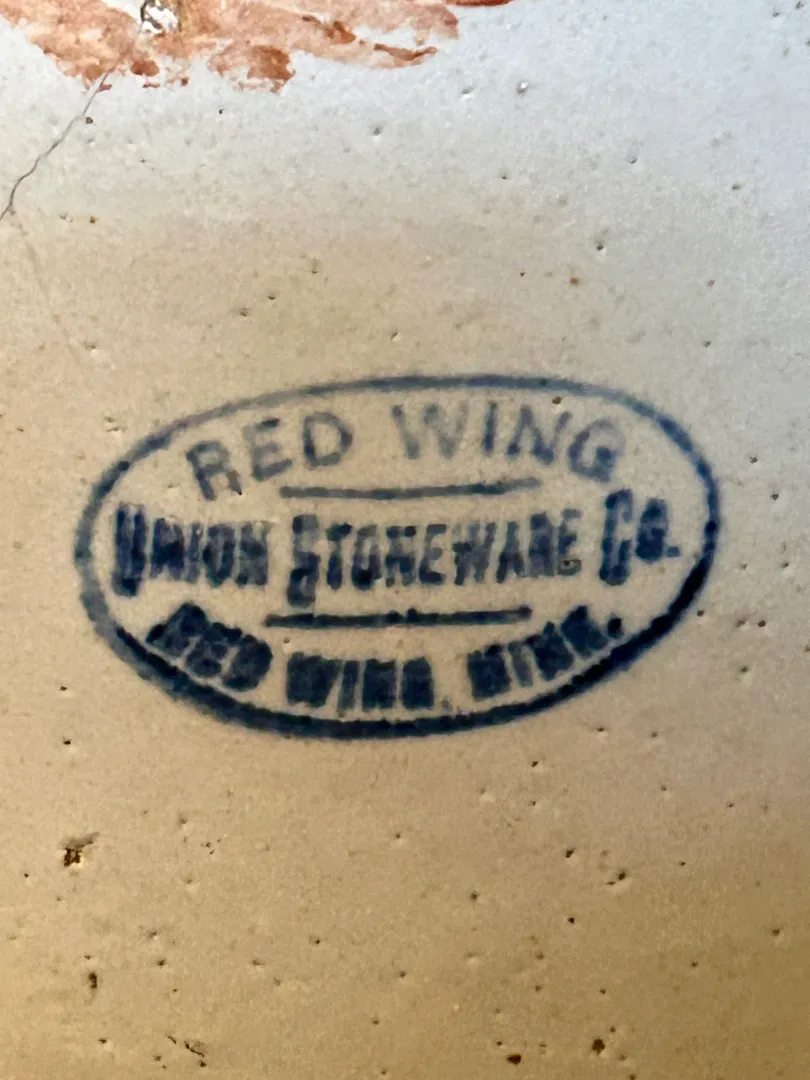 RED WING
UNION STONEWARE CO.
RED WING, MINN.